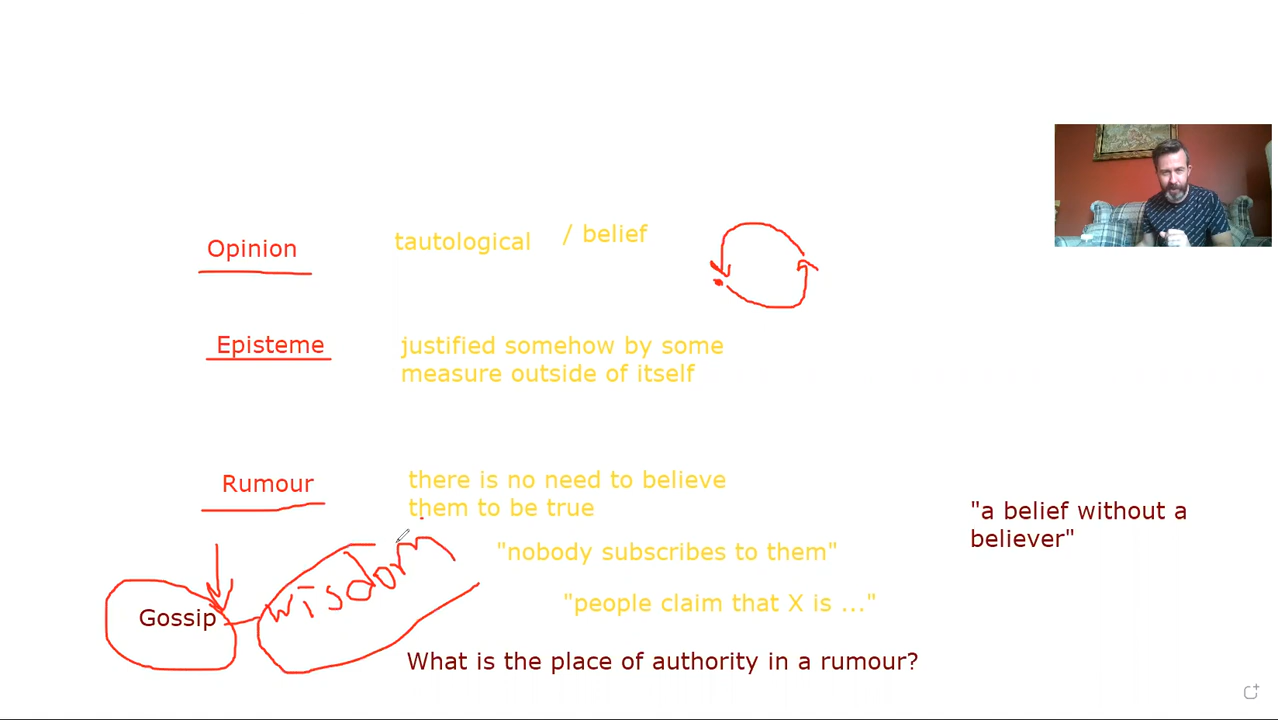 Opinion
tautological
/ belief
Episteme
justified somehow by some
measure outside of itself
Rumour
there is no need to believe
them to be true
"a belief without a
believer"
"nobody subscribes to them"
wisdom
"people claim that X is ..."
Gossip
What is the place of authority in a rumour?